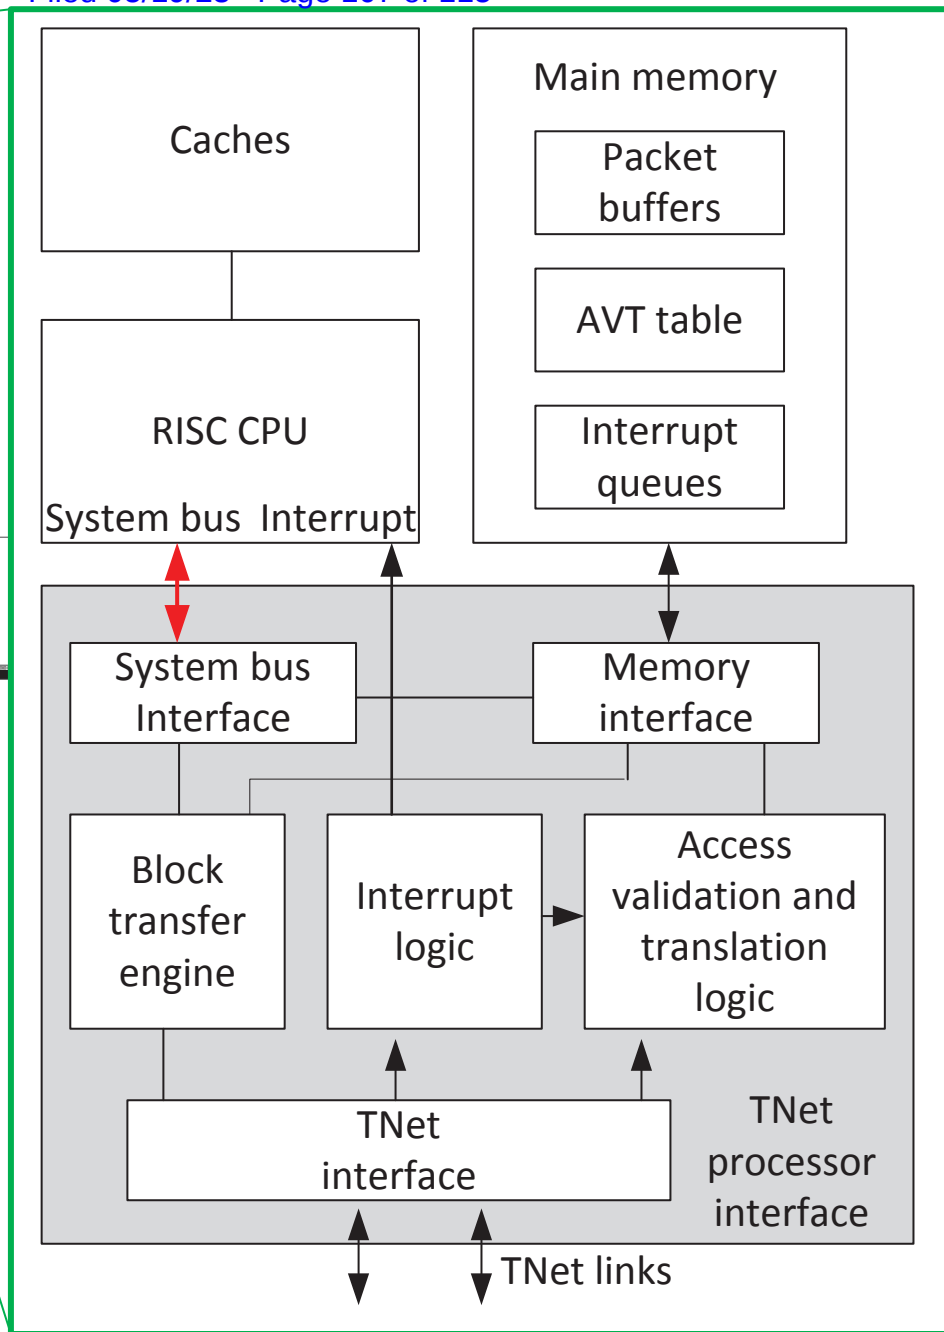 Caches
Main memory
Packet
buffers
AVT table
Interrupt
queues
RISC CPU
System bus Interrupt
System bus
Interface
Memory
interface
Block
transfer
engine
Interrupt
logic
Access
validation and
translation
logic
TNet
interface
TNet
processor
interface
TNet links